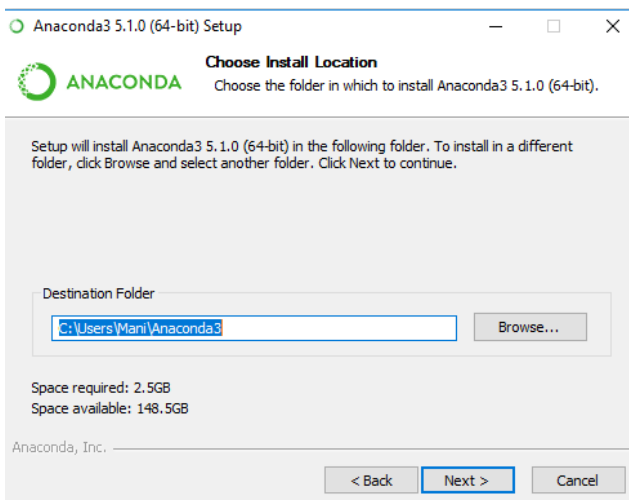 Anaconda3 5.1.0 (64-bit) Setup
ANACONDA
Choose Install Location
Choose the folder in which to install Anaconda3 5.1.0 (64-bit).
Setup will install Anaconda3 5.1.0 (64-bit) in the following folder. To install in a different
folder, click Browse and select another folder. Click Next to continue.
Destination Folder
C:\Users\Mani\Anaconda3
Browse...
Space required: 2.5GB
Space available: 148.5GB
Anaconda, Inc.
< Back
Next >
Cancel